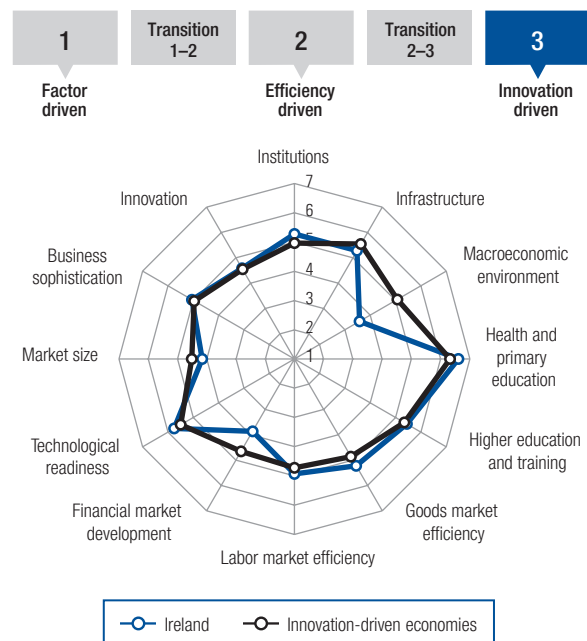 1
Transition
1–2
2
Transition
2–3
3
Factor
driven
Efficiency
driven
Innovation
driven
Institutions
7
6
5
4
3
2
1
Innovation
Infrastructure
Business
sophistication
Macroeconomic
environment
Market size
Health and
primary
education
Technological
readiness
Higher education
and training
Financial market
development
Goods market
efficiency
Labor market efficiency
Ireland
Innovation-driven economies